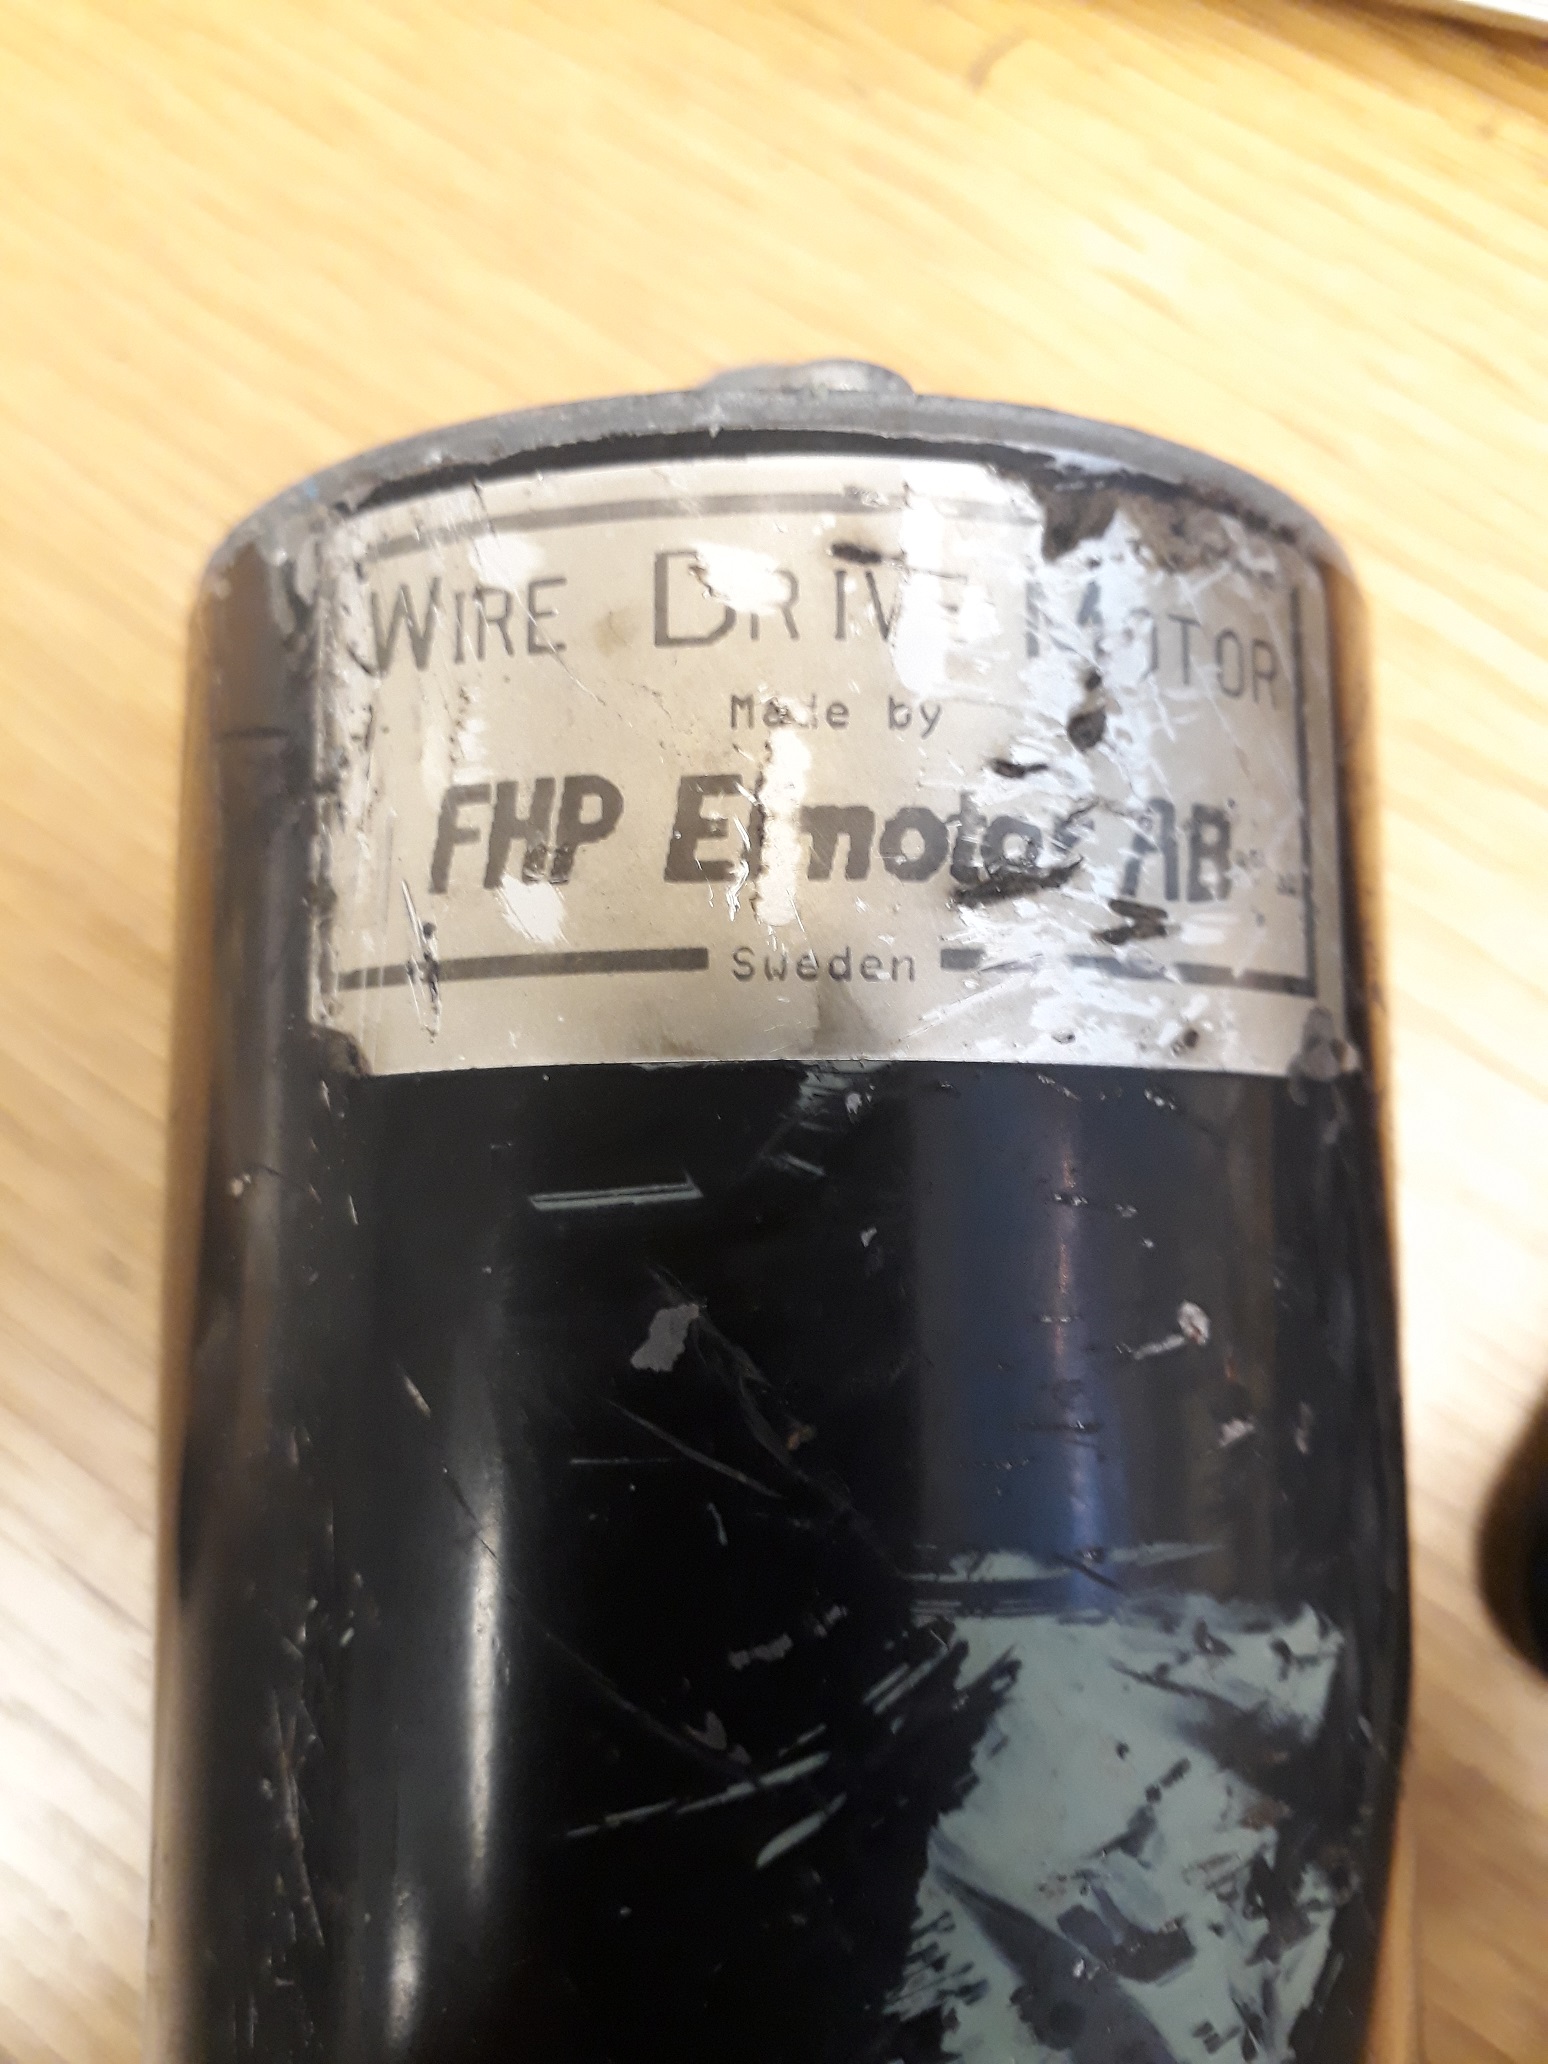 WIRE DRIVE MOTOR
Made by
FHP Elmotor AB
Sweden